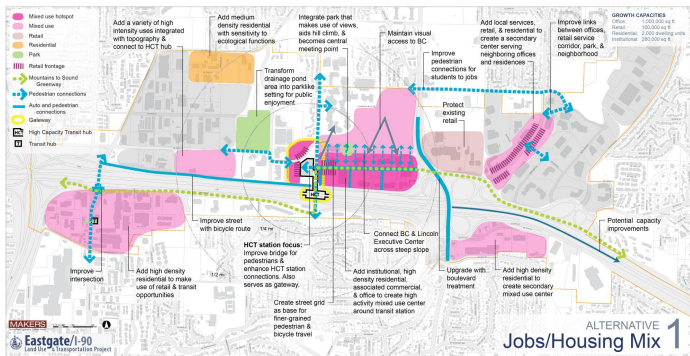 Mixed use hotspot
Mixed use
Retail
Residential
Park
Retail frontage
Mountains to Sound
Greenway
Pedestrian connections
Auto and pedestrian
connections
Gateway
HCT
High Capacity Transit hub
T
Transit hub
Add a variety of high
intensity uses integrated
with topography &
connect to HCT hub
Add medium
density residential
with sensitivity to
ecological functions
Transform
drainage pond
area into parklike
setting for public
enjoyment
Integrate park that
makes use of views,
aids hill climb, &
becomes central
meeting point
Maintain visual
access to BC
Improve
pedestrian
connections for
students to jobs
Protect
existing
retail
Add local services,
retail, & residential to
create a secondary
center serving
neighboring offices
and residences
Improve links
between offices,
retail service
corridor, park, &
neighborhood
GROWTH CAPACITIES
Office 1,000,000 sq ft
Retail 100,000 sq ft
Residential 2,000 dwelling units
Institutional 280,000 sq ft
HCT
T
1/4 mi
1/2 mi
Improve
intersection
Add high density
residential to make
use of retail & transit
opportunities
Improve street
with bicycle route
HCT station focus:
Improve bridge for
pedestrians &
enhance HCT station
connections. Also
serves as gateway.
Create street grid
as base for
finer-grained
pedestrian &
bicycle travel
Add institutional, high
density residential,
associated commercial,
& office to create high
activity mixed use center
around transit station
Connect BC & Lincoln
Executive Center
across steep slope
Upgrade with
boulevard
treatment
Add high density
residential to
create secondary
mixed use center
Potential capacity
improvements
MAKERS
Eastgate/I-90
Land Use & Transportation Project
ALTERNATIVE
Jobs/Housing Mix 1